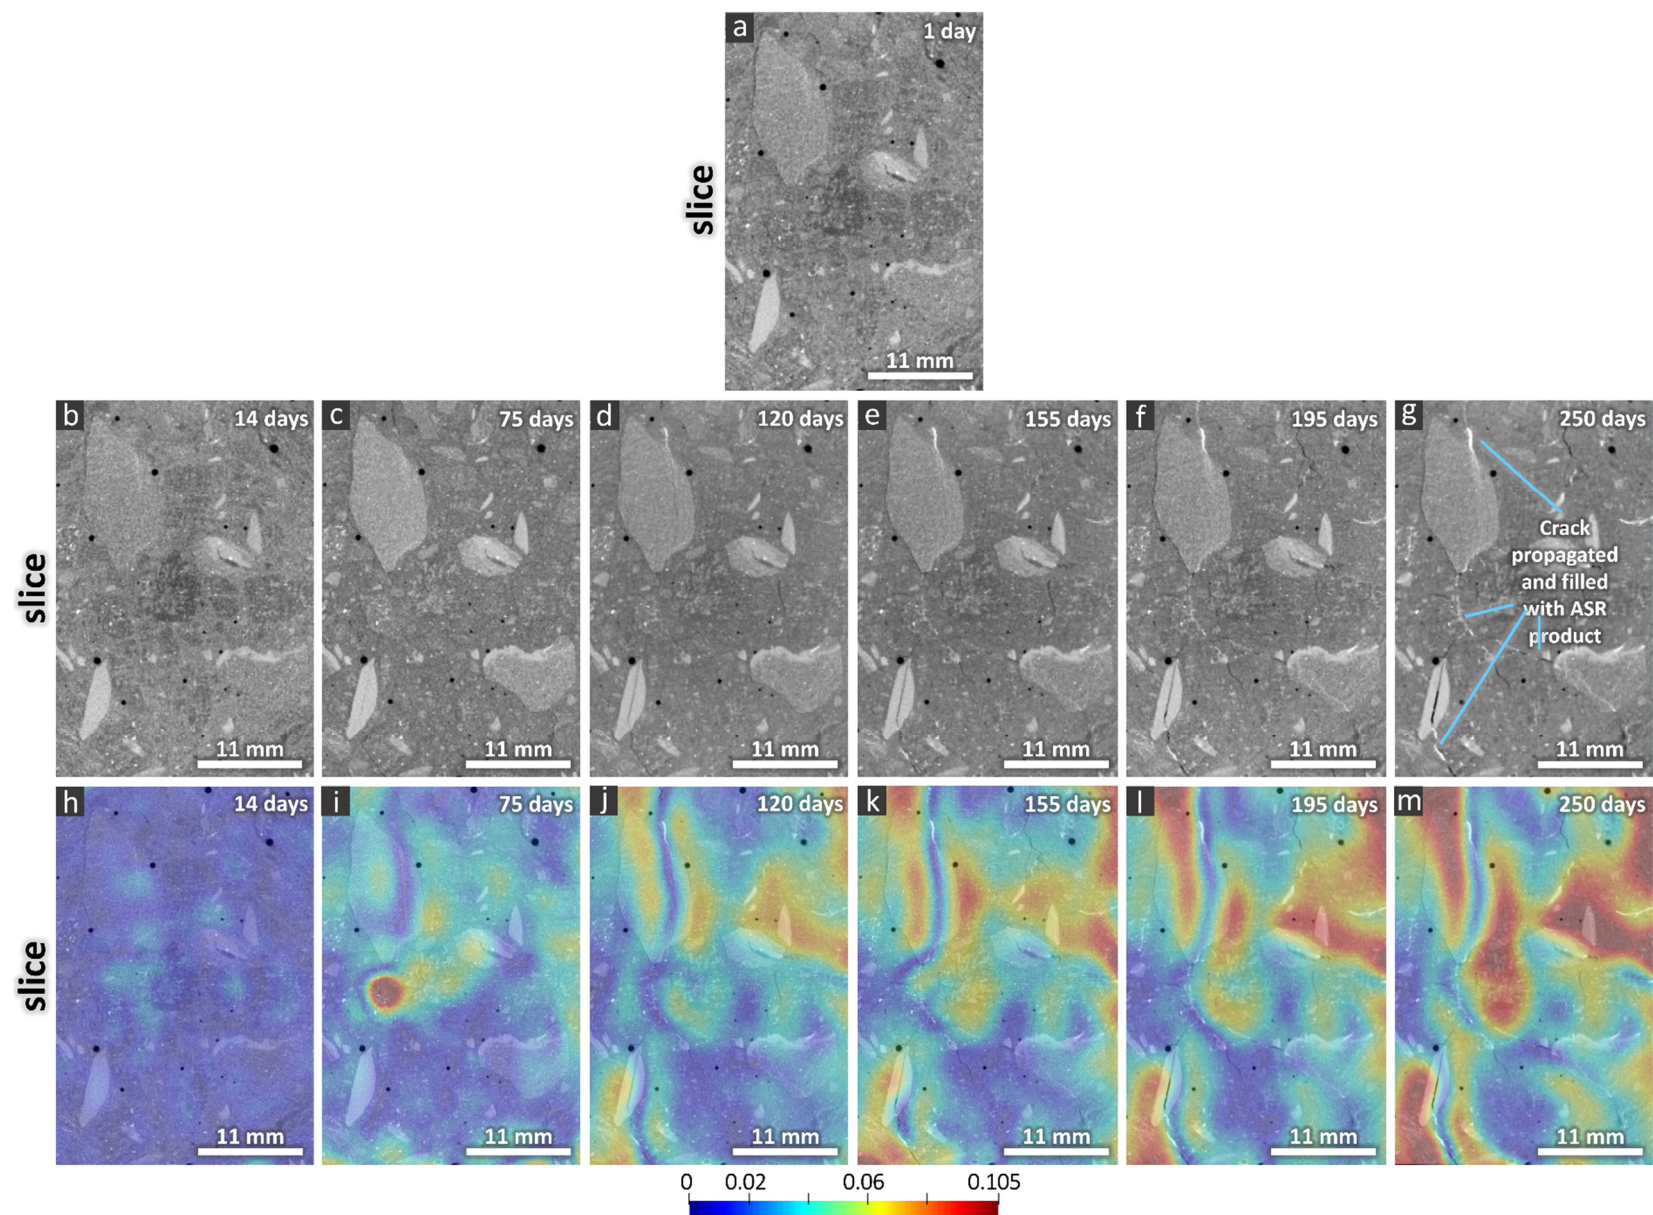 a 1 day
slice
11 mm
b 14 days c 75 days d 120 days e 155 days f 195 days g 250 days
slice
Crack
propagated
and filled
with ASR
product
11 mm 11 mm 11 mm 11 mm 11 mm 11 mm
h 14 days i 75 days j 120 days k 155 days l 195 days m 250 days
slice
11 mm 11 mm 11 mm 11 mm 11 mm 11 mm
0 0.02 0.06 0.105